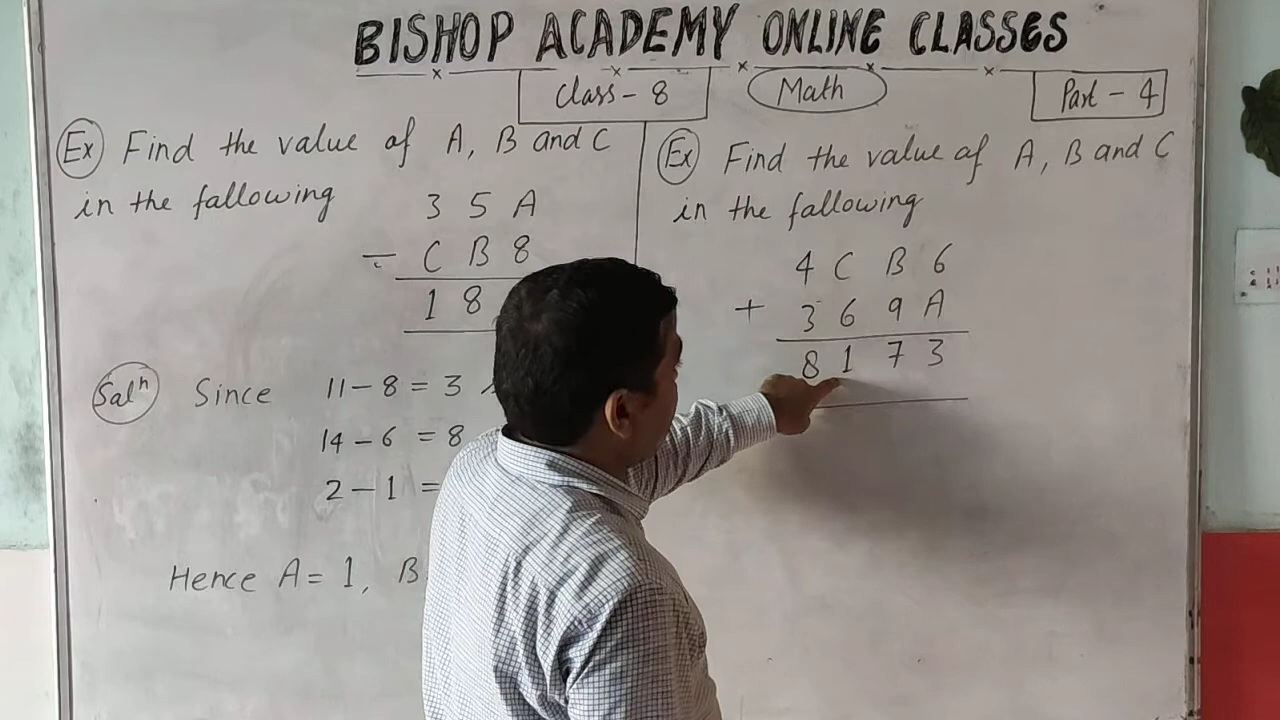 BISHOP ACADEMY ONLINE CLASSES
Class - 8
Math
Part - 4
Ex Find the value of A, B and C
in the fallowing
3 5 A
- C B 8
1 8
Salⁿ Since 11 - 8 = 3
14 - 6 = 8
2 - 1 =
Hence A = 1, B
Ex Find the value af A, B and C
in the fallowing
4 C B 6
+ 3 6 9 A
8 1 7 3